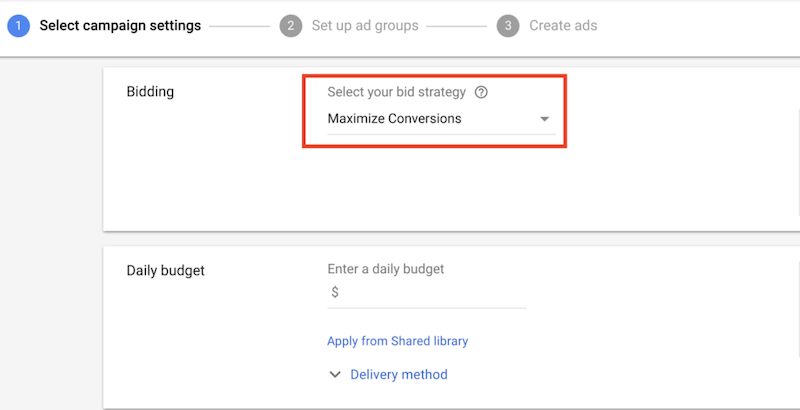 1 Select campaign settings 2 Set up ad groups 3 Create ads
Bidding
Select your bid strategy ?
Maximize Conversions
Daily budget
Enter a daily budget
$
Apply from Shared library
Delivery method